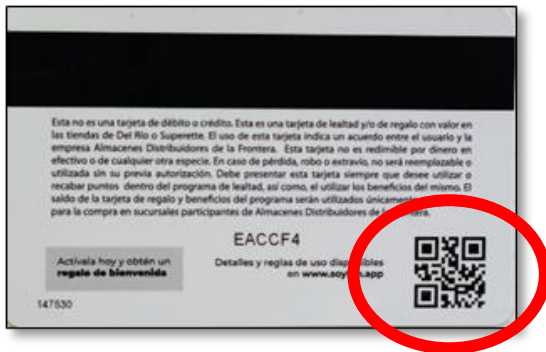 Esta no es una tarjeta de débito o crédito. Esta es una tarjeta de lealtad y/o de regalo con valor en
las tiendas de Del Río o Superette. El uso de esta tarjeta indica un acuerdo entre el usuario y la
empresa Almacenes Distribuidores de la Frontera. Esta tarjeta no es redimible por dinero en
efectivo o de cualquier otra especie. En caso de pérdida, robo o extravío, no será reemplazable o
utilizada sin su previa autorización. Debe presentar esta tarjeta siempre que desee utilizar o
recabar puntos dentro del programa de lealtad, así como, el utilizar los beneficios del mismo. El
saldo de la tarjeta de regalo y beneficios del programa serán utilizados únicamente
para la compra en sucursales participantes de Almacenes Distribuidores de la Frontera.
EACCF4
Actívala hoy y obtén un
regalo de bienvenida
Detalles y reglas de uso disponibles
en
147530